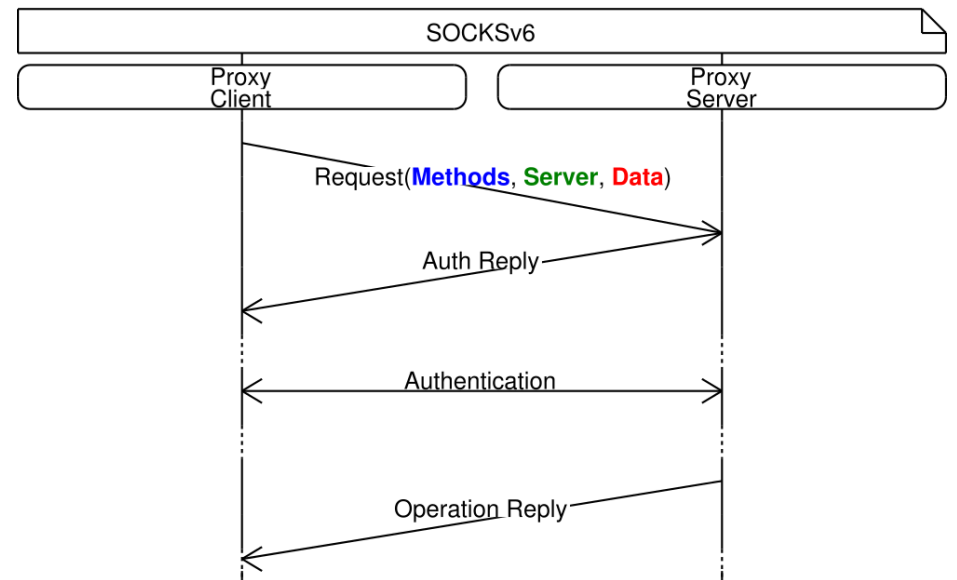 SOCKSv6
Proxy
Client
Proxy
Server
Request(Methods, Server, Data)
Auth Reply
Authentication
Operation Reply